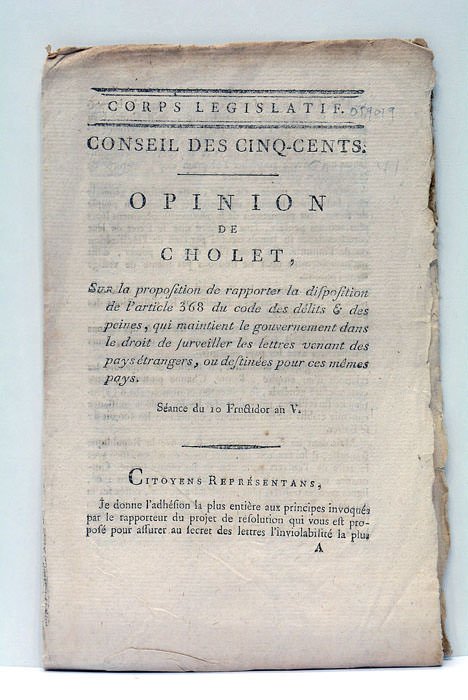 CORPS LÉGISLATIF.
CONSEIL DES CINQ-CENTS.
OPINION
DE
CHOLET,
SUR la propoſition de rapporter la diſpoſition
de l'article 368 du code des délits & des
peines, qui maintient le gouvernement dans
le droit de ſurveiller les lettres venant des
pays étrangers, ou deſtinées pour ces mêmes
pays.
Séance du 10 Fructidor an V.
CITOYENS REPRÉSENTANS,
Je donne l'adhéſion la plus entière aux principes invoqués
par le rapporteur du projet de réſolution qui vous eſt pro-
poſé pour aſſurer au ſecret des lettres l'inviolabilité la plus
A